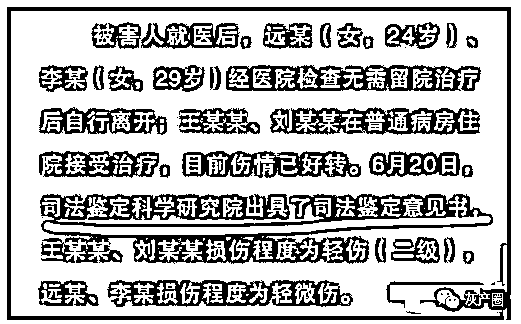 被害人就医后，远某（女，24岁）、
李某（女，29岁）经医院检查无需留院治疗
后自行离开；王某某、刘某某在普通病房住
院接受治疗，目前伤情已好转。6月20日，
司法鉴定科学研究院出具了司法鉴定意见书，
王某某、刘某某损伤程度为轻伤（二级），
远某、李某损伤程度为轻微伤。
灰产圈